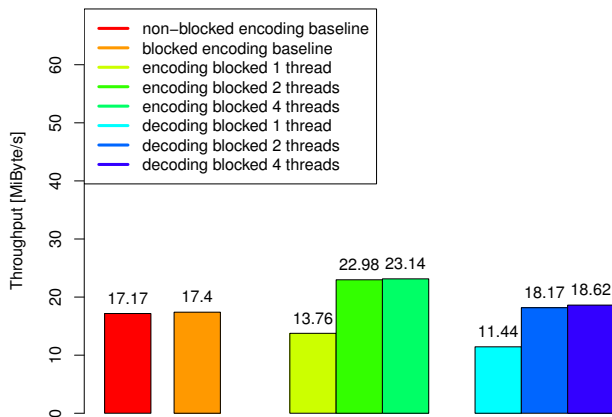 non−blocked encoding baseline
blocked encoding baseline
encoding blocked 1 thread
encoding blocked 2 threads
encoding blocked 4 threads
decoding blocked 1 thread
decoding blocked 2 threads
decoding blocked 4 threads
Throughput [MiByte/s]
60
50
40
30
20
10
0
17.17
17.4
13.76
22.98
23.14
11.44
18.17
18.62